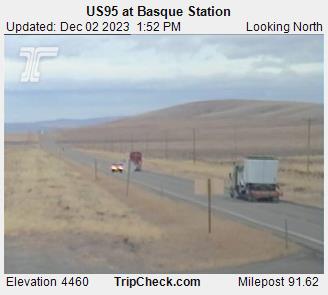 US95 at Basque Station
Updated: Dec 02 2023 1:52 PM Looking North
Elevation 4460 TripCheck.com Milepost 91.62